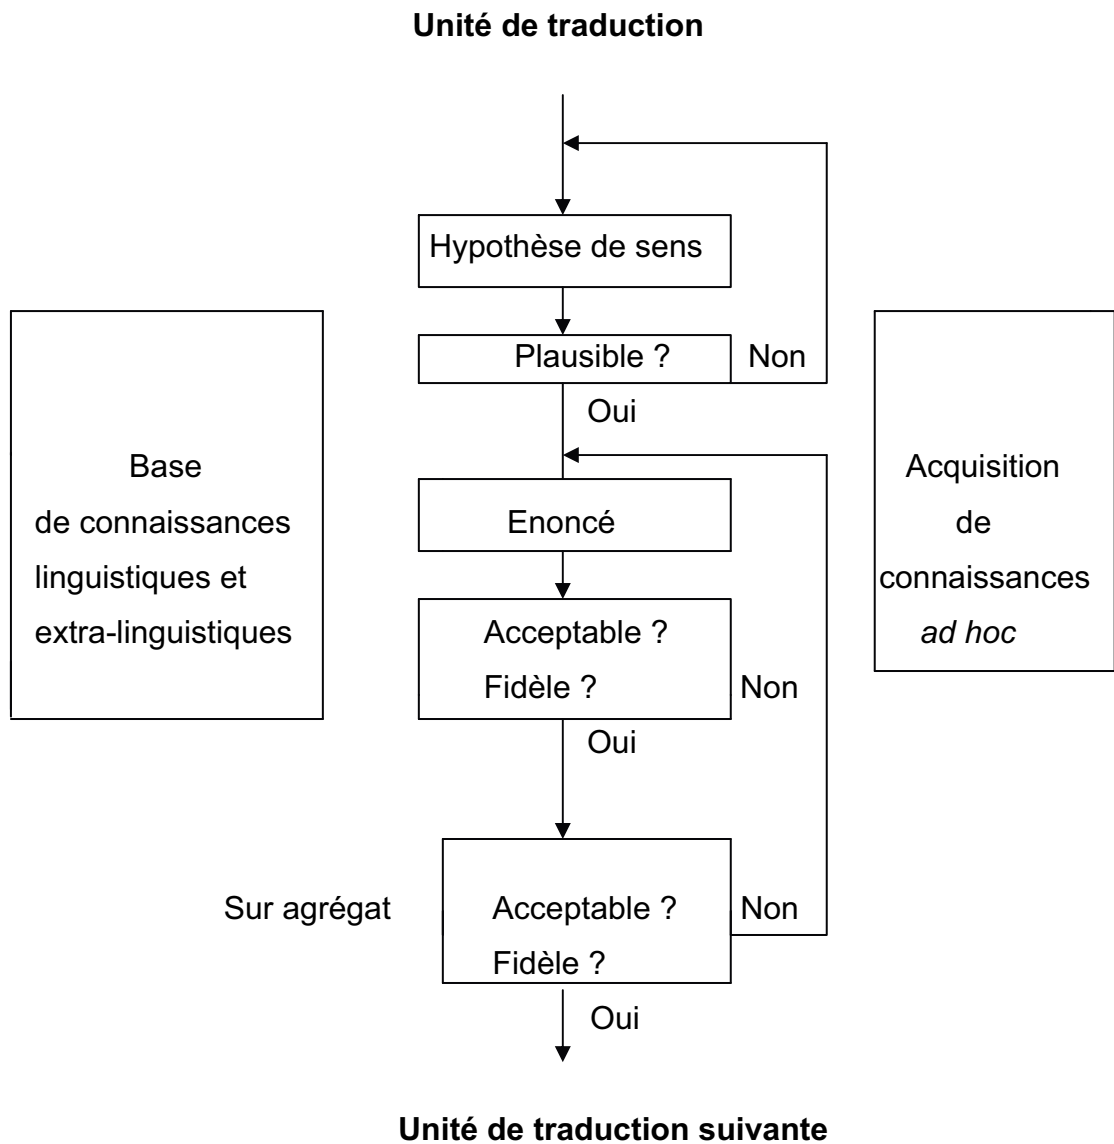 Unité de traduction
Hypothèse de sens
Plausible ?
Non
Oui
Base
de connaissances
linguistiques et
extra-linguistiques
Enoncé
Acceptable ?
Fidèle ?
Non
Oui
Acquisition
de
connaissances
ad hoc
Sur agrégat
Acceptable ?
Fidèle ?
Non
Oui
Unité de traduction suivante